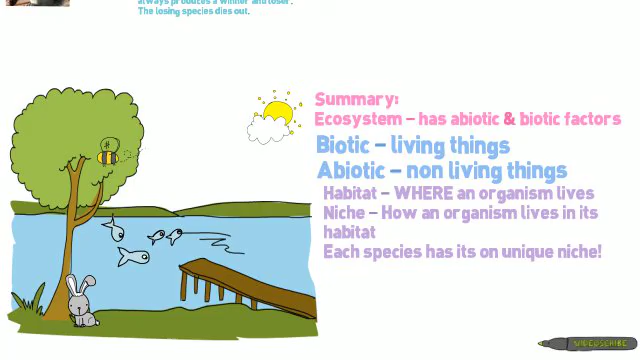 always produces a winner and loser.
The losing species dies out.
Summary:
Ecosystem – has abiotic & biotic factors
Biotic – living things
Abiotic – non living things
Habitat – WHERE an organism lives
Niche – How an organism lives in its
habitat
Each species has its on unique niche!
VIDEOSCRIBE